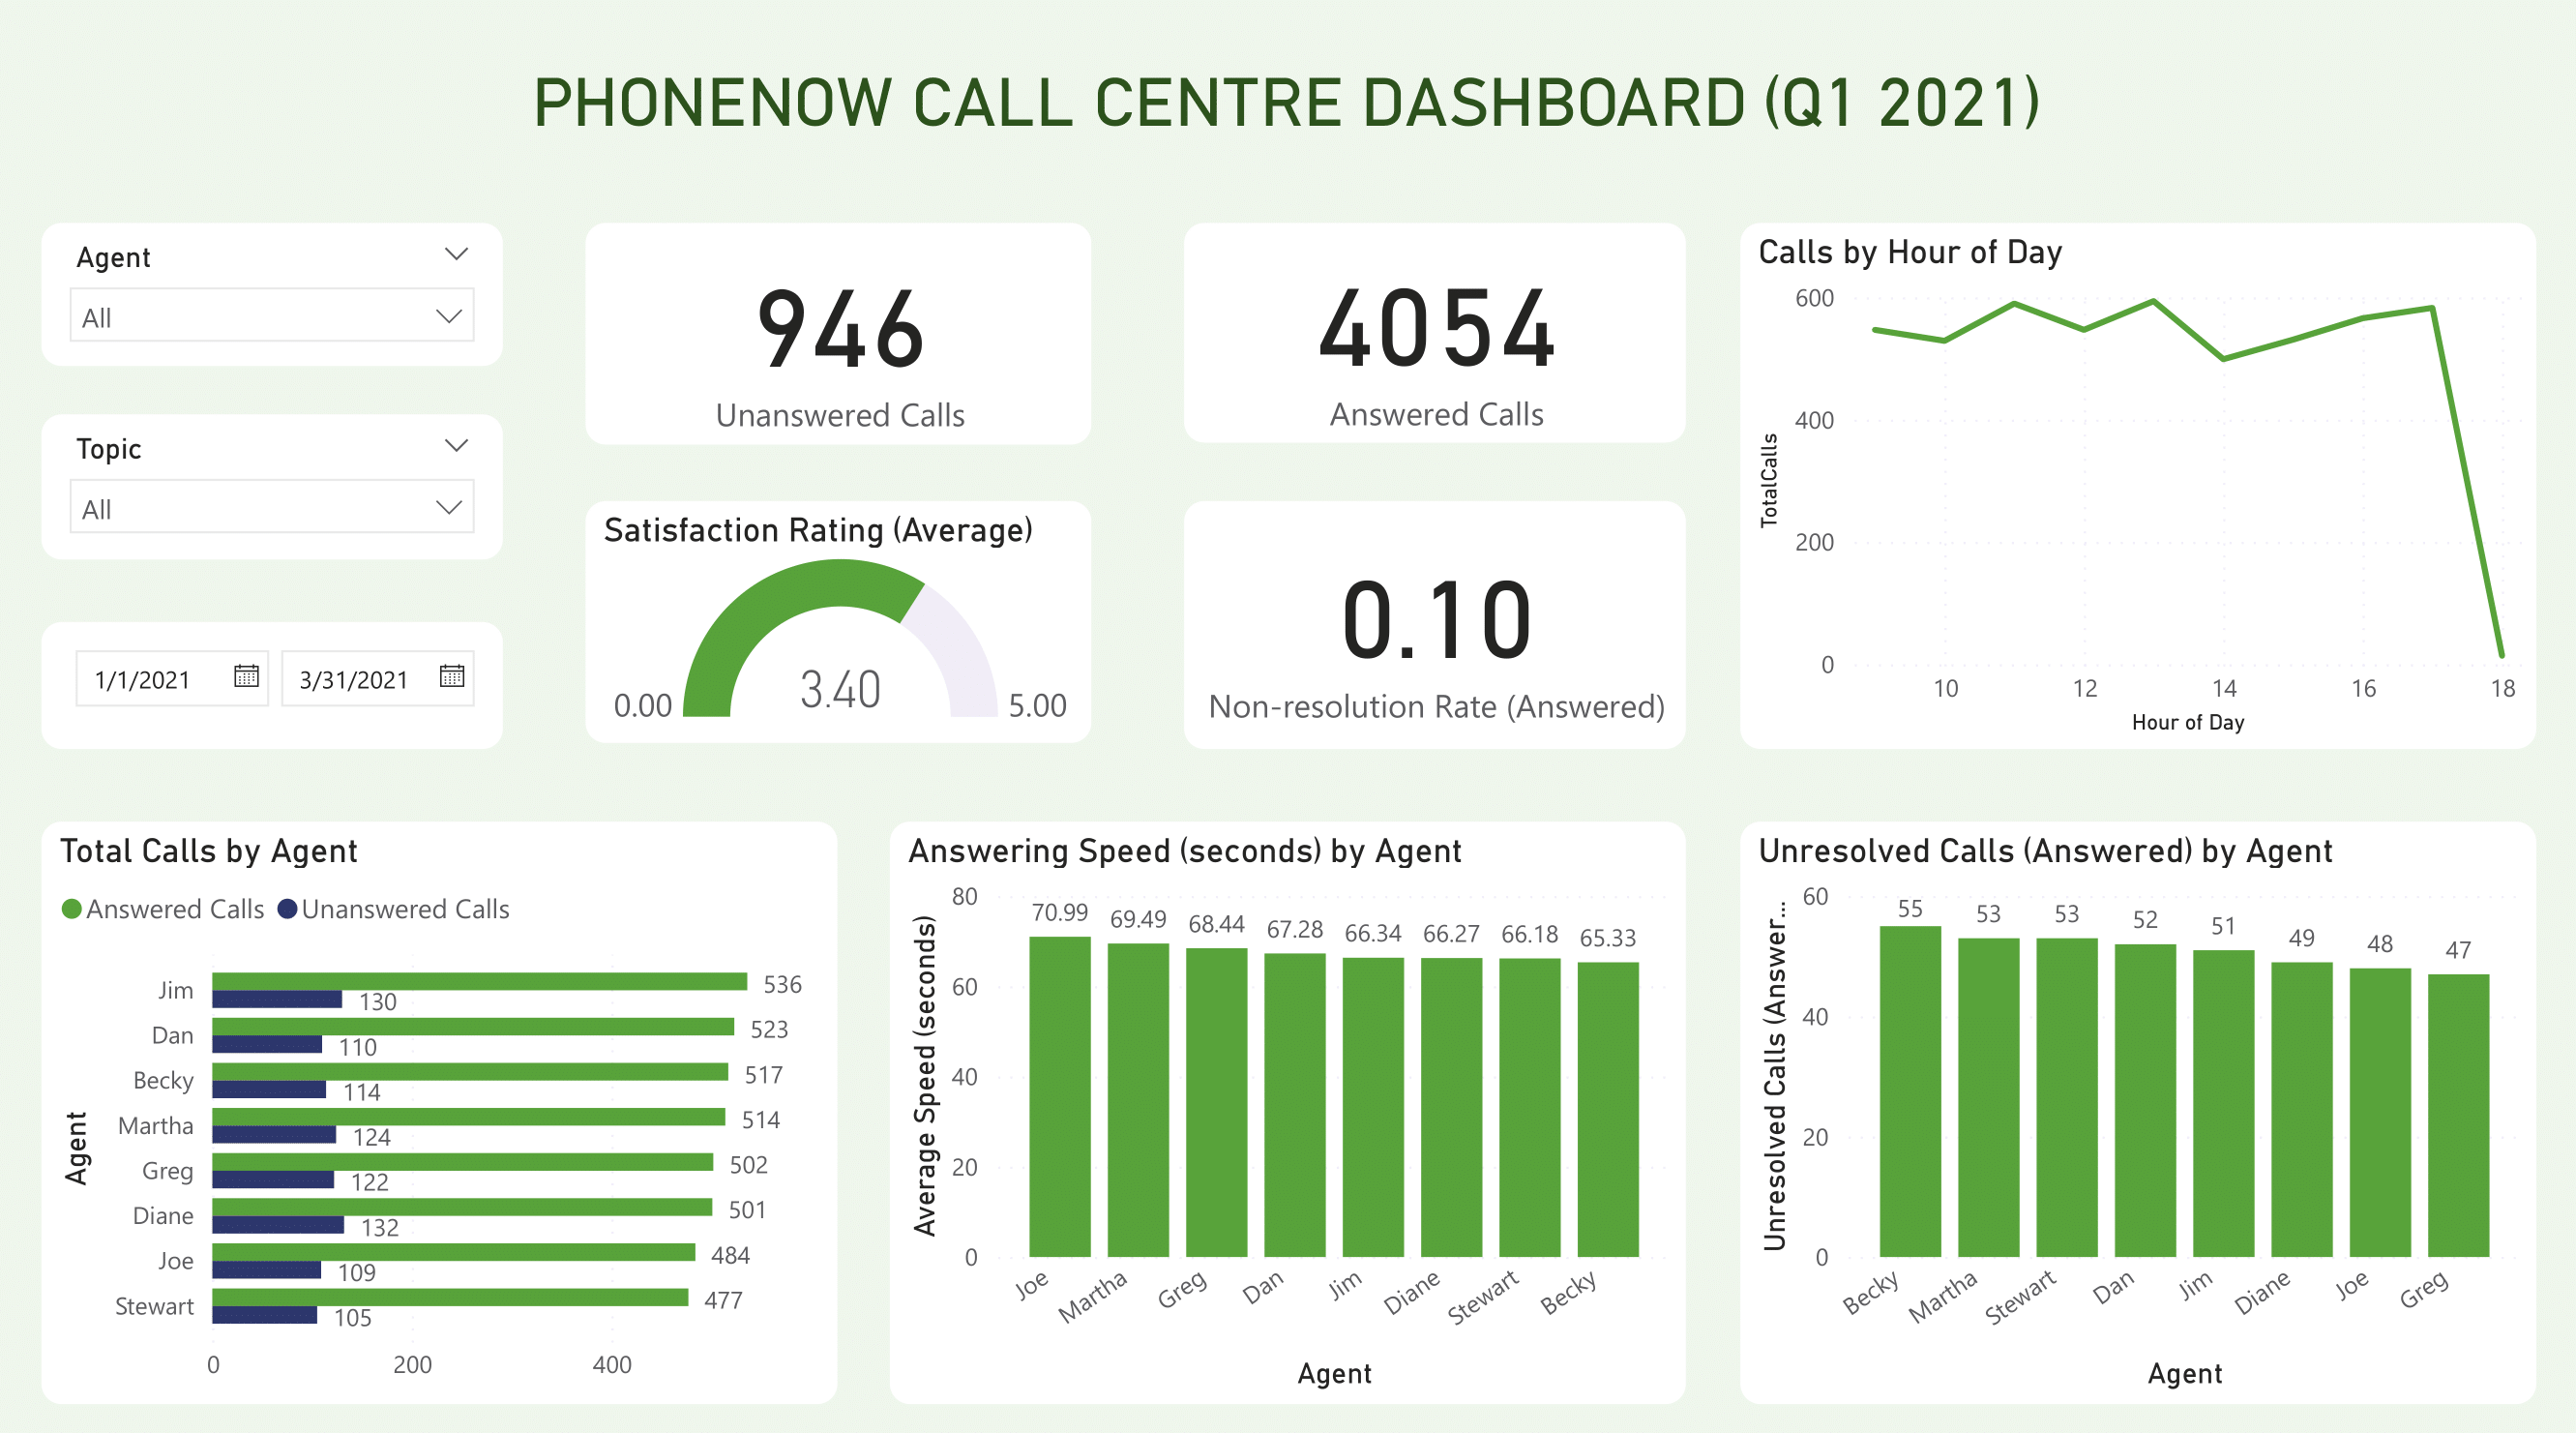 PHONENOW CALL CENTRE DASHBOARD (Q1 2021)
Agent
All
Topic
All
1/1/2021
3/31/2021
946
Unanswered Calls
4054
Answered Calls
Satisfaction Rating (Average)
0.00
3.40
5.00
0.10
Non-resolution Rate (Answered)
Calls by Hour of Day
TotalCalls
600
400
200
0
10 12 14 16 18
Hour of Day
Total Calls by Agent
Answered Calls Unanswered Calls
Agent
Jim 536
130
Dan 523
110
Becky 517
114
Martha 514
124
Greg 502
122
Diane 501
132
Joe 484
109
Stewart 477
105
0 200 400
Answering Speed (seconds) by Agent
Average Speed (seconds)
80
60
40
20
0
70.99 69.49 68.44 67.28 66.34 66.27 66.18 65.33
Joe Martha Greg Dan Jim Diane Stewart Becky
Agent
Unresolved Calls (Answered) by Agent
Unresolved Calls (Answer...
60
40
20
0
55 53 53 52 51 49 48 47
Becky Martha Stewart Dan Jim Diane Joe Greg
Agent